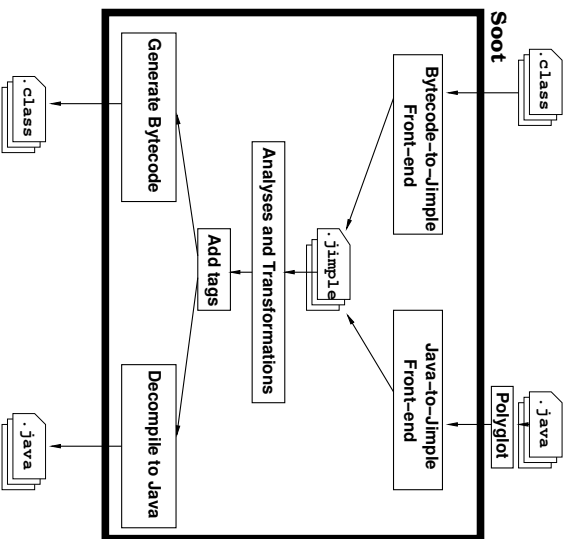 Soot
.class
.java
Polyglot
Bytecode−to−Jimple
Front−end
Java−to−Jimple
Front−end
.jimple
Analyses and Transformations
Add tags
Generate Bytecode
Decompile to Java
.class
.java